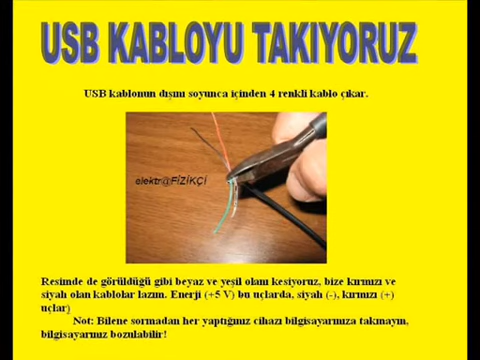 USB KABLOYU TAKIYORUZ
USB kablonun dışını soyunca içinden 4 renkli kablo çıkar.
elektr@FİZİKÇİ
Resimde de görüldüğü gibi beyaz ve yeşil olanı kesiyoruz, bize kırmızı ve
siyah olan kablolar lazım. Enerji (+5 V) bu uçlarda, siyah (-), kırmızı (+)
uçlar)
Not: Bilene sormadan her yaptığınız cihazı bilgisayarınıza takmayın,
bilgisayarınız bozulabilir!